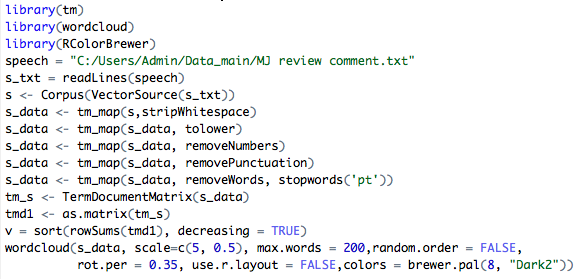 library(tm)
library(wordcloud)
library(RColorBrewer)
speech = "C:/Users/Admin/Data_main/MJ review comment.txt"
s_txt = readLines(speech)
s <- Corpus(VectorSource(s_txt))
s_data <- tm_map(s,stripWhitespace)
s_data <- tm_map(s_data, tolower)
s_data <- tm_map(s_data, removeNumbers)
s_data <- tm_map(s_data, removePunctuation)
s_data <- tm_map(s_data, removeWords, stopwords('pt'))
tm_s <- TermDocumentMatrix(s_data)
tmd1 <- as.matrix(tm_s)
v = sort(rowSums(tmd1), decreasing = TRUE)
wordcloud(s_data, scale=c(5, 0.5), max.words = 200,random.order = FALSE,
rot.per = 0.35, use.r.layout = FALSE,colors = brewer.pal(8, "Dark2"))